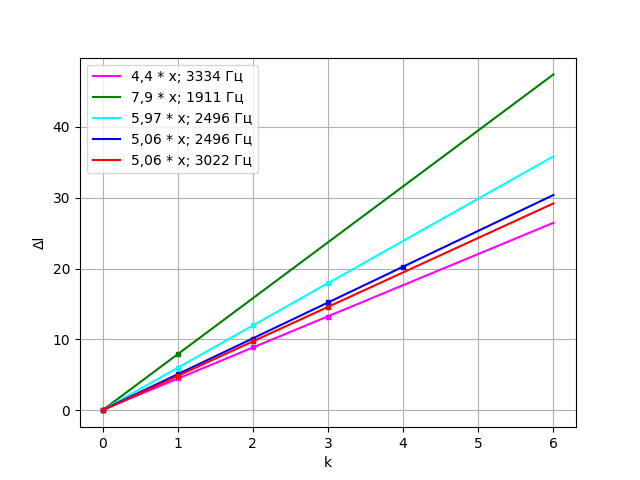 4,4 * x; 3334 Гц
7,9 * x; 1911 Гц
5,97 * x; 2496 Гц
5,06 * x; 2496 Гц
5,06 * x; 3022 Гц
40
30
20
10
0
Δl
0 1 2 3 4 5 6
k